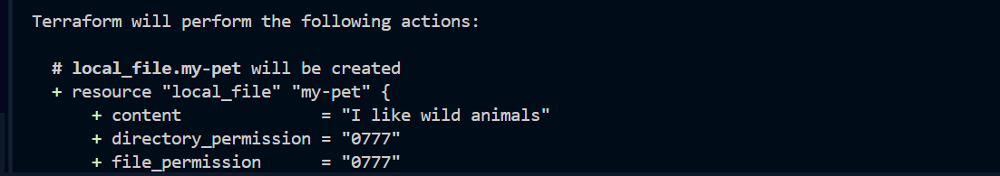 Terraform will perform the following actions:
# local_file.my-pet will be created
+ resource "local_file" "my-pet" {
+ content = "I like wild animals"
+ directory_permission = "0777"
+ file_permission = "0777"